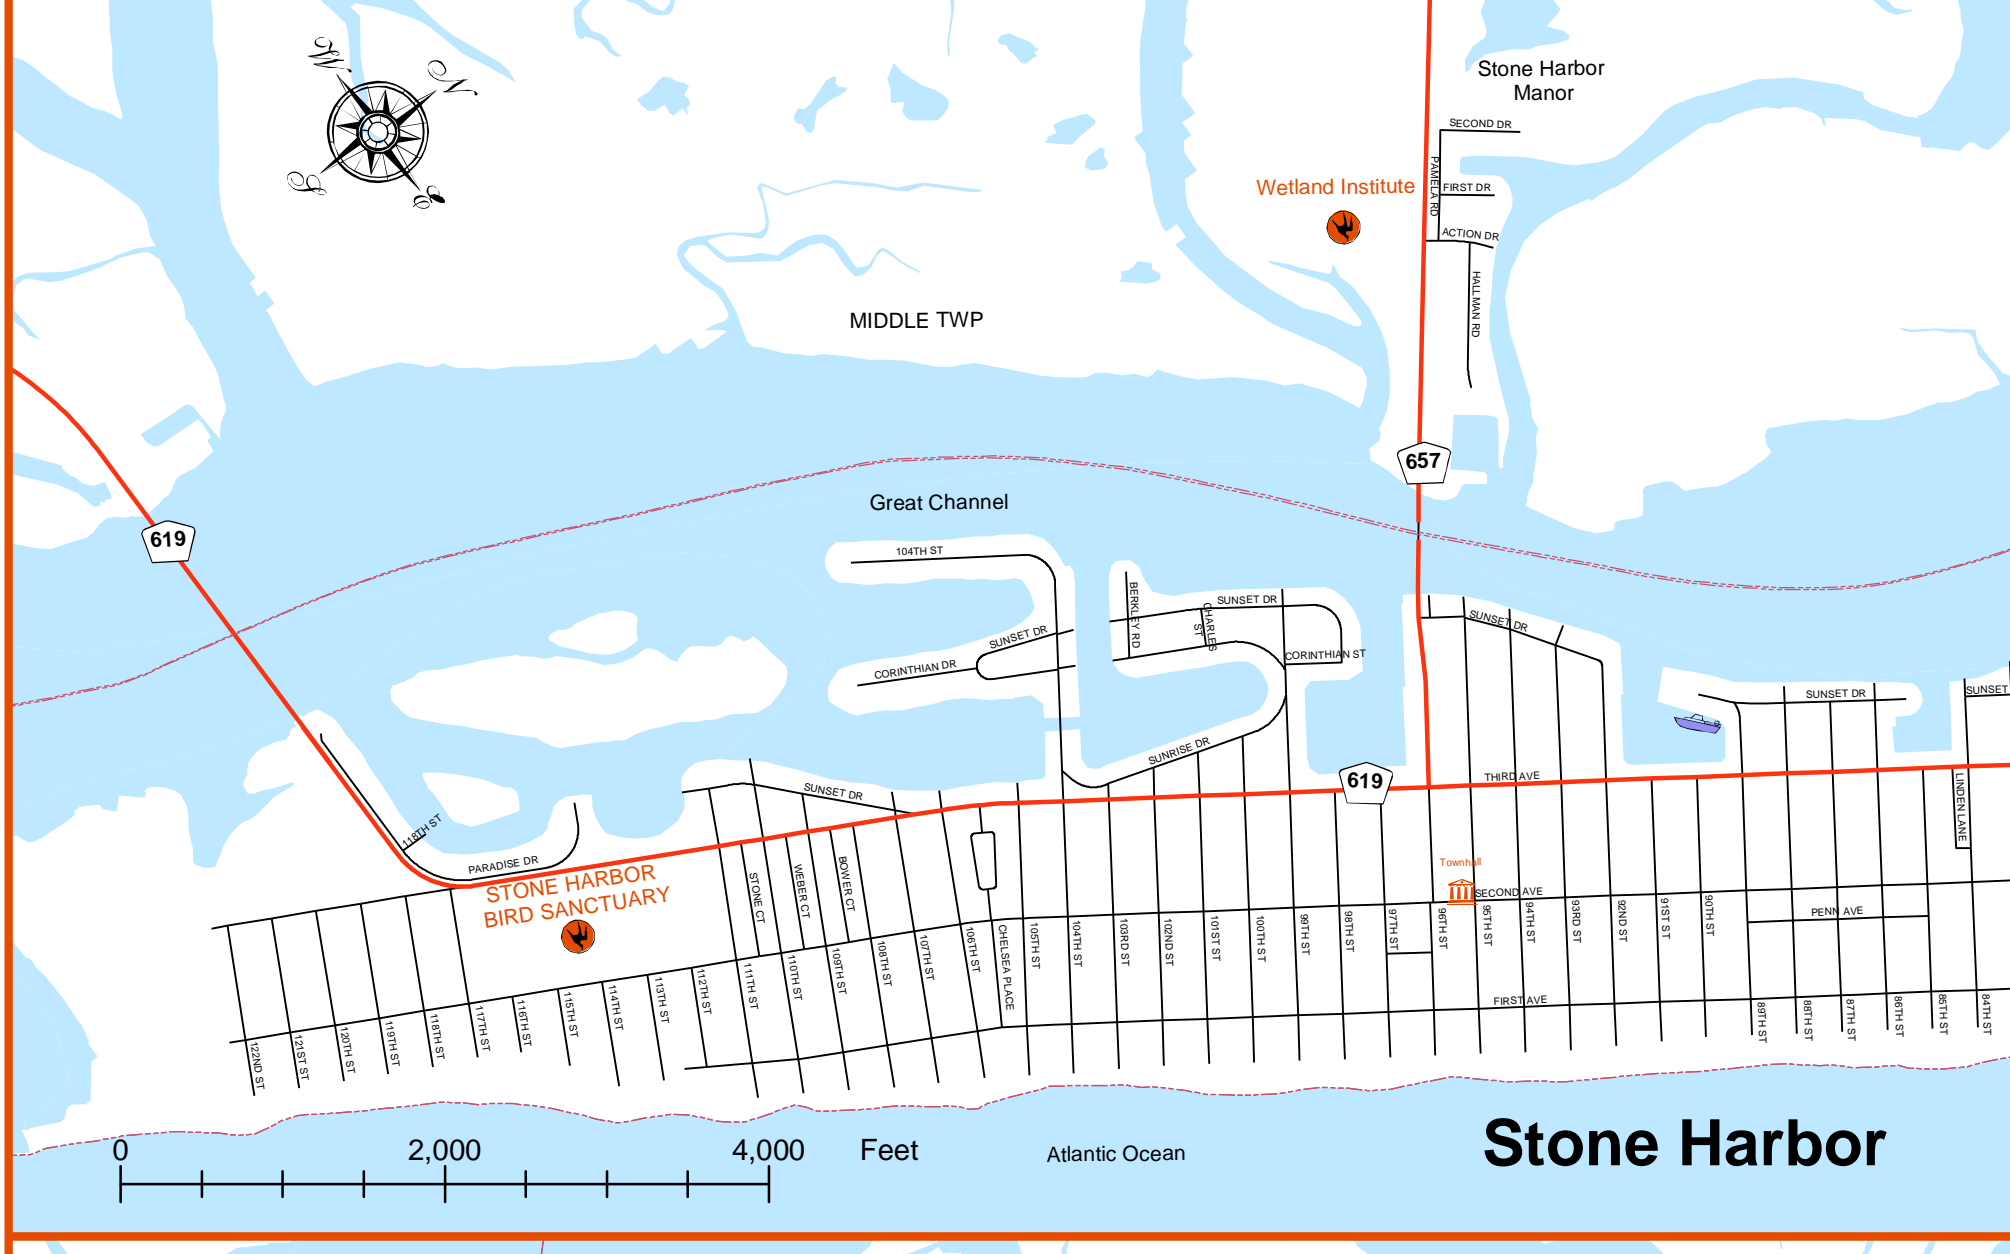 W
N
S
Stone Harbor
Manor
SECOND DR
PAMELA RD
FIRST DR
Wetland Institute
ACTION DR
HALLMAN RD
MIDDLE TWP
657
Great Channel
619
104TH ST
BERKLEY RD
SUNSET DR
CHARLES
ST
SUNSET DR
SUNSET DR
CORINTHIAN DR
CORINTHIAN ST
SUNSET DR
SUNSET
SUNRISE DR
619
THIRD AVE
SUNSET DR
LINDEN LANE
118TH ST
PARADISE DR
STONE HARBOR
BIRD SANCTUARY
STONE CT
WEBER CT
BOWER CT
Townhall
SECOND AVE
PENN AVE
122ND ST
121ST ST
120TH ST
119TH ST
118TH ST
117TH ST
116TH ST
115TH ST
114TH ST
113TH ST
112TH ST
111TH ST
110TH ST
109TH ST
108TH ST
107TH ST
106TH ST
CHELSEA PLACE
105TH ST
104TH ST
103RD ST
102ND ST
101ST ST
100TH ST
99TH ST
98TH ST
97TH ST
96TH ST
95TH ST
94TH ST
93RD ST
92ND ST
91ST ST
90TH ST
FIRST AVE
89TH ST
88TH ST
87TH ST
86TH ST
85TH ST
84TH ST
0 2,000 4,000 Feet
Atlantic Ocean
Stone Harbor